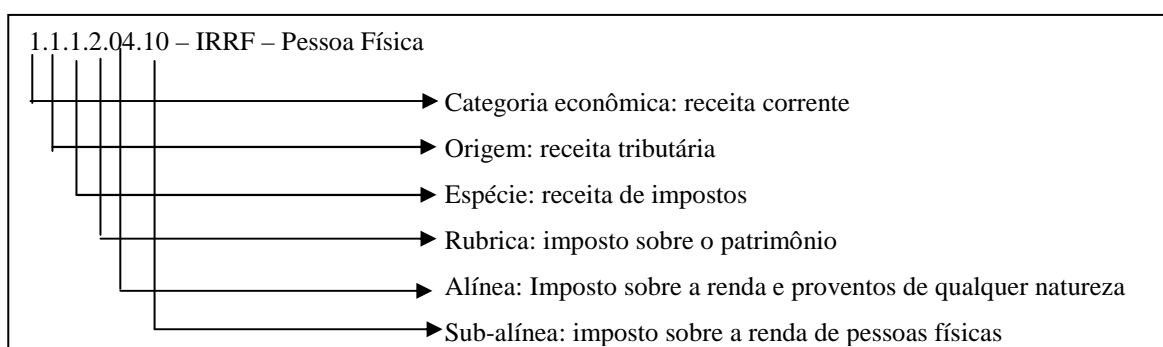 1.1.1.2.04.10 – IRRF – Pessoa Física
Categoria econômica: receita corrente
Origem: receita tributária
Espécie: receita de impostos
Rubrica: imposto sobre o patrimônio
Alínea: Imposto sobre a renda e proventos de qualquer natureza
Sub-alínea: imposto sobre a renda de pessoas físicas